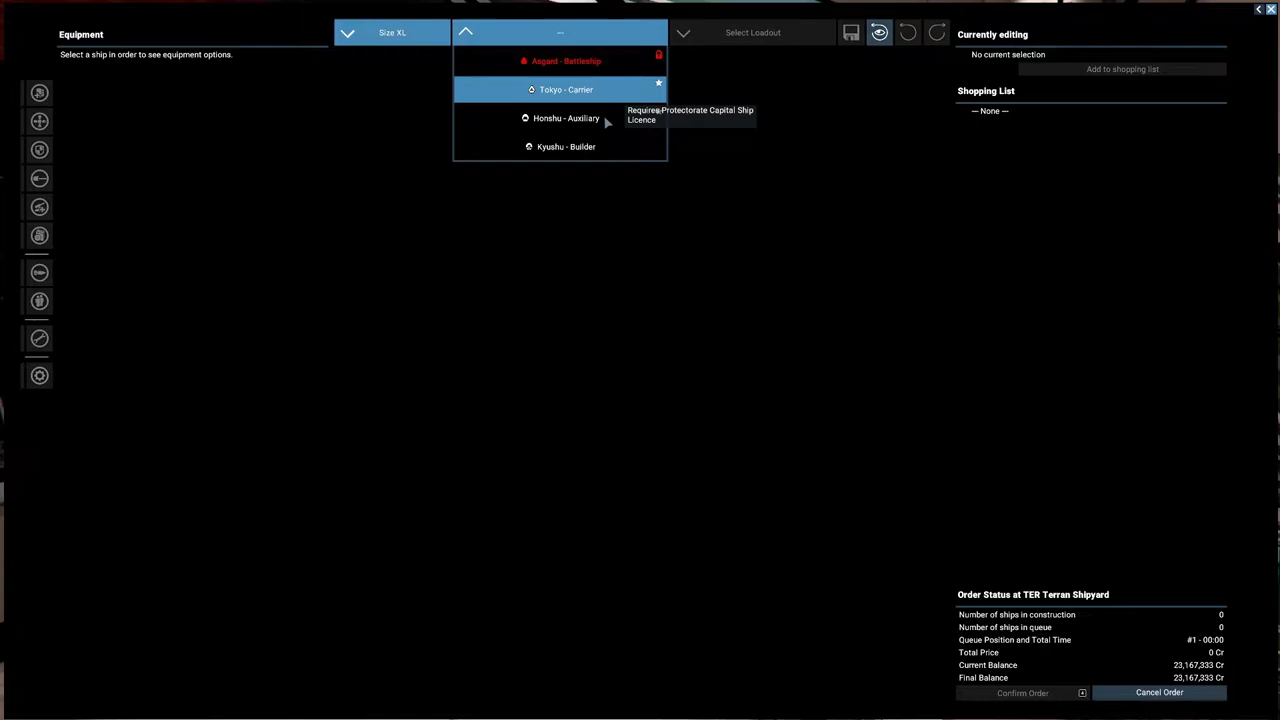 Equipment
Select a ship in order to see equipment options.
Size XL
---
Select Loadout
Asgard - Battleship
Tokyo - Carrier
Honshu - Auxiliary
Kyushu - Builder
Requires Protectorate Capital Ship
Licence
Currently editing
No current selection
Add to shopping list
Shopping List
--- None ---
Order Status at TER Terran Shipyard
Number of ships in construction 0
Number of ships in queue 0
Queue Position and Total Time #1 - 00:00
Total Price 0 Cr
Current Balance 23,167,333 Cr
Final Balance 23,167,333 Cr
Confirm Order
Cancel Order